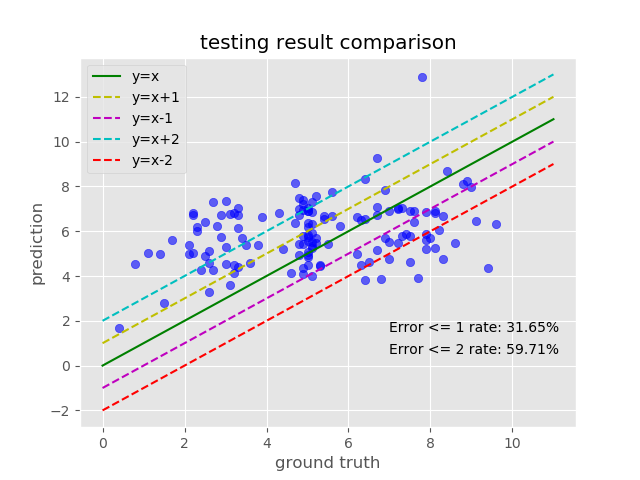 testing result comparison
y=x
y=x+1
y=x-1
y=x+2
y=x-2
12
10
8
6
4
2
0
−2
prediction
Error <= 1 rate: 31.65%
Error <= 2 rate: 59.71%
0 2 4 6 8 10
ground truth